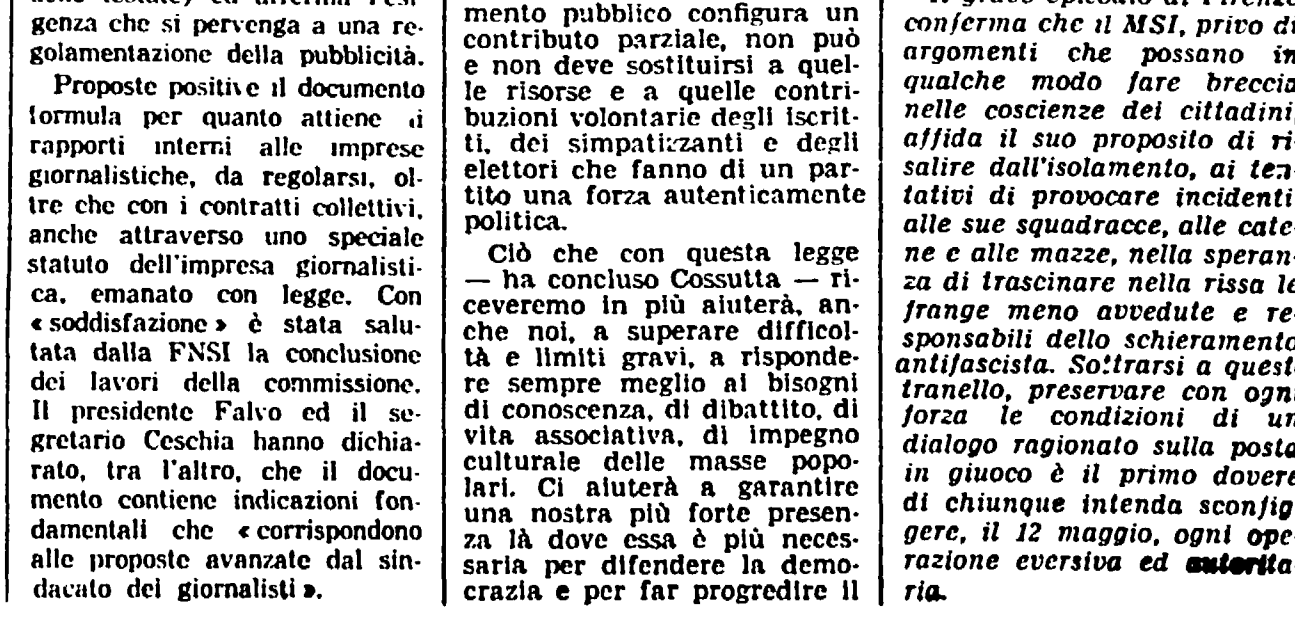 genza che si pervenga a una re-
golamentazione della pubblicità.
Proposte positive il documento
formula per quanto attiene ai
rapporti interni alle imprese
giornalistiche, da regolarsi, ol-
tre che con i contratti collettivi,
anche attraverso uno speciale
statuto dell'impresa giornalisti-
ca, emanato con legge. Con
« soddisfazione » è stata salu-
tata dalla FNSI la conclusione
dei lavori della commissione.
Il presidente Falvo ed il se-
gretario Ceschia hanno dichia-
rato, tra l'altro, che il docu-
mento contiene indicazioni fon-
damentali che « corrispondono
alle proposte avanzate dal sin-
dacato dei giornalisti ».
mento pubblico configura un
contributo parziale, non può
e non deve sostituirsi a quel-
le risorse e a quelle contri-
buzioni volontarie degli iscrit-
ti, dei simpatizzanti e degli
elettori che fanno di un par-
tito una forza autenticamente
politica.
Ciò che con questa legge
— ha concluso Cossutta — ri-
ceveremo in più aiuterà, an-
che noi, a superare difficol-
tà e limiti gravi, a risponde-
re sempre meglio ai bisogni
di conoscenza, di dibattito, di
vita associativa, di impegno
culturale delle masse popo-
lari. Ci aiuterà a garantire
una nostra più forte presen-
za là dove essa è più neces-
saria per difendere la demo-
crazia e per far progredire il
conferma che il MSI, privo di
argomenti che possano in
qualche modo fare breccia
nelle coscienze dei cittadini,
affida il suo proposito di ri-
salire dall'isolamento, ai ten-
tativi di provocare incidenti
alle sue squadracce, alle cate-
ne e alle mazze, nella speran-
za di trascinare nella rissa le
frange meno avvedute e re-
sponsabili dello schieramento
antifascista. Sottrarsi a quest
tranello, preservare con ogni
forza le condizioni di un
dialogo ragionato sulla posta
in giuoco è il primo dovere
di chiunque intenda sconfig-
gere, il 12 maggio, ogni ope-
razione eversiva ed autorita-
ria.